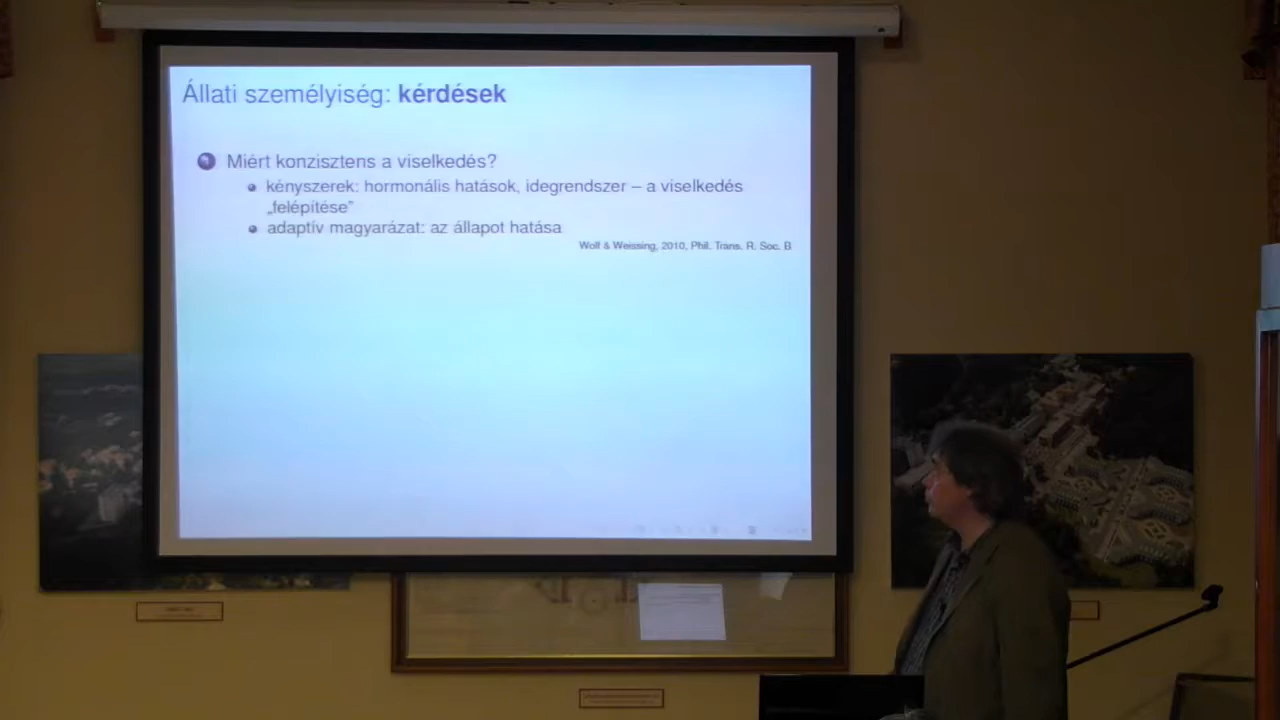 Állati személyiség: kérdések
Miért konzisztens a viselkedés?
kényszerek: hormonális hatások, idegrendszer – a viselkedés
„felépítése”
adaptív magyarázat: az állapot hatása
Wolf & Weissing, 2010, Phil. Trans. R. Soc. B